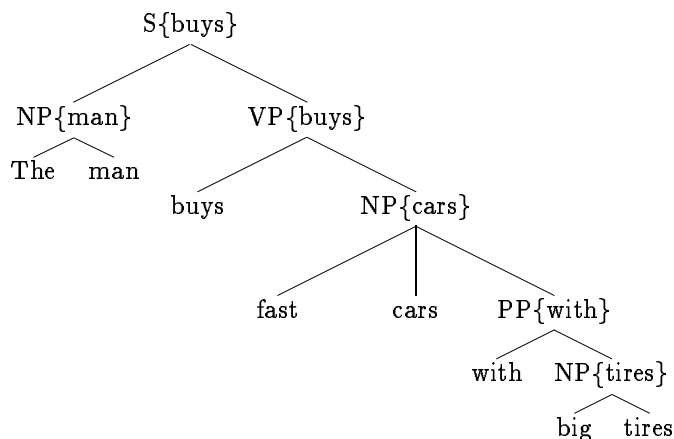 S{buys}
NP{man} VP{buys}
The man
buys NP{cars}
fast cars PP{with}
with NP{tires}
big tires